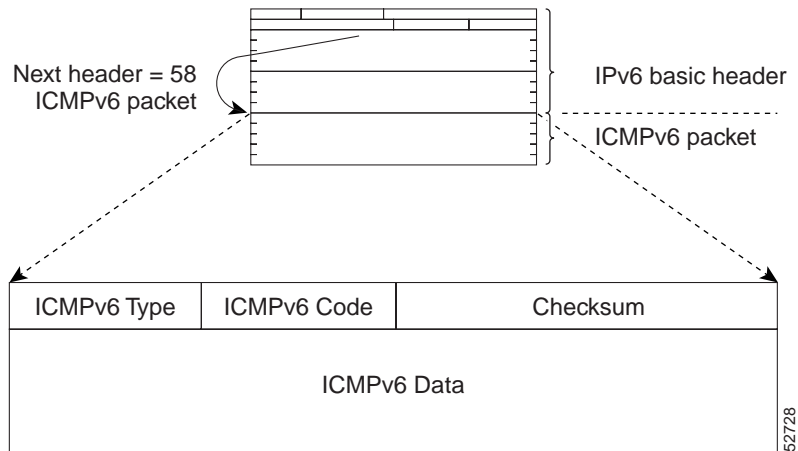 Next header = 58
ICMPv6 packet
IPv6 basic header
ICMPv6 packet
ICMPv6 Type
ICMPv6 Code
Checksum
ICMPv6 Data
52728